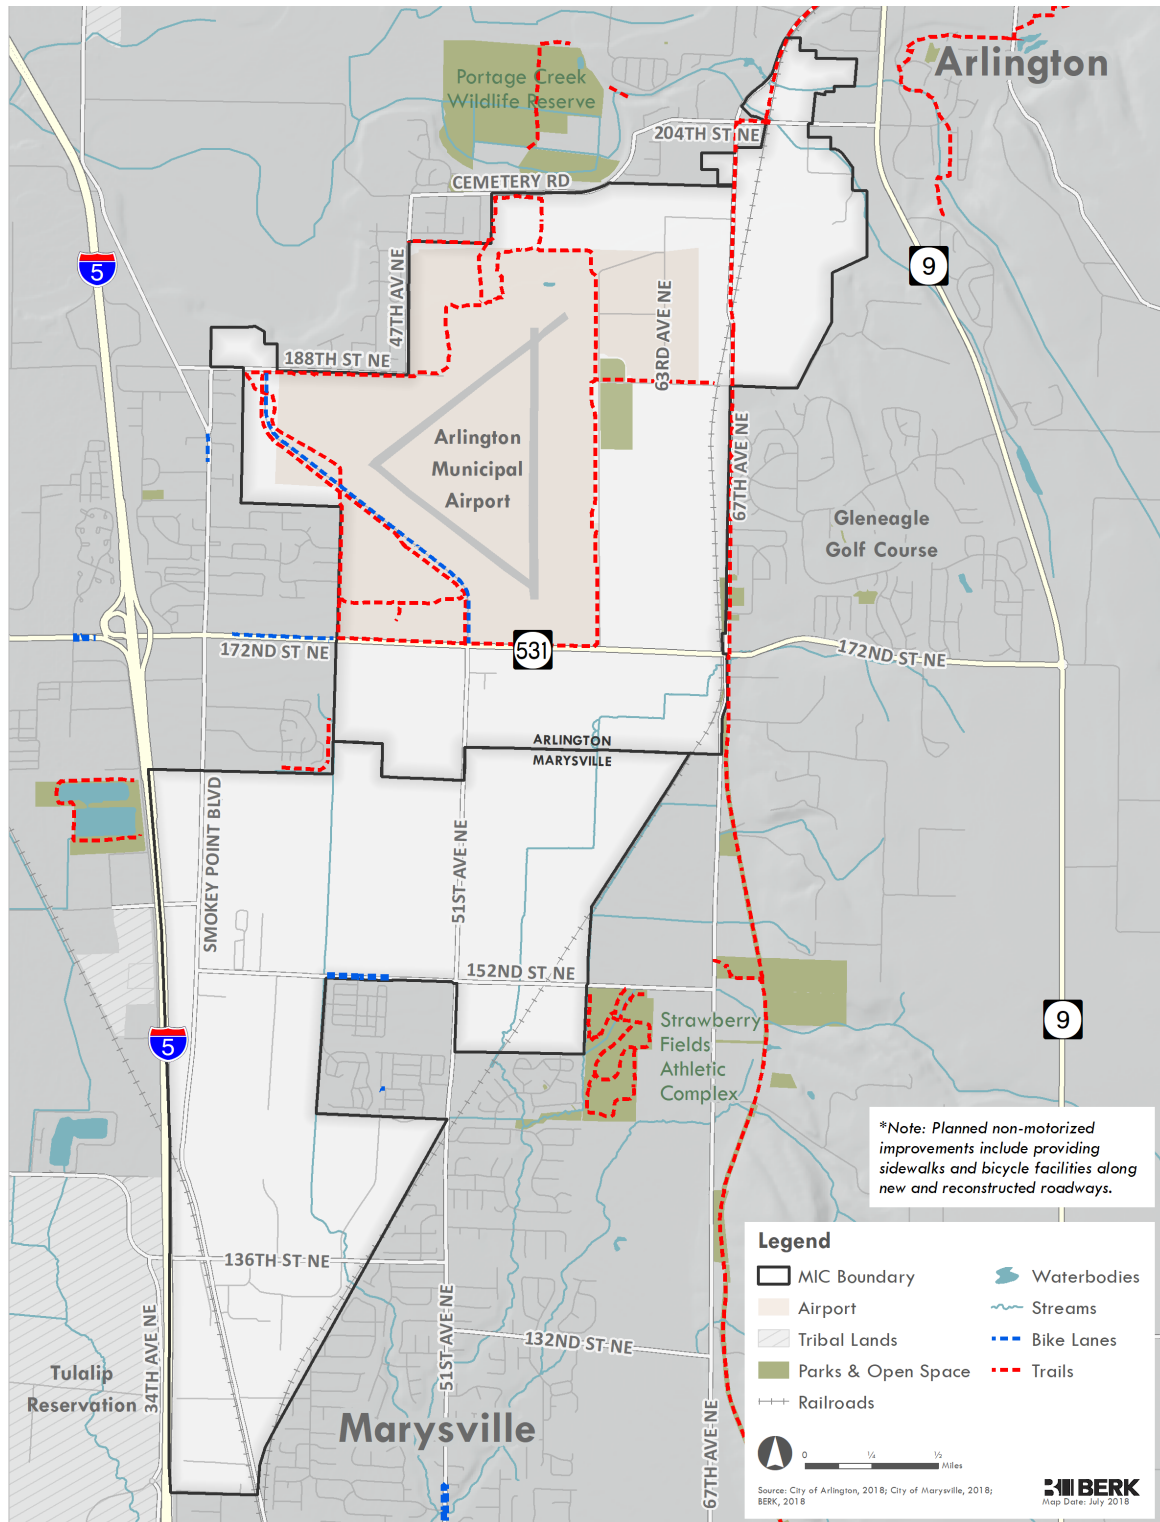 Arlington
Portage Creek
Wildlife Reserve
204TH ST NE
CEMETERY RD
5
9
47TH AV NE
63RD AVE NE
188TH ST NE
Arlington
Municipal
Airport
67TH AVE NE
Gleneagle
Golf Course
172ND ST NE
531
172ND ST NE
ARLINGTON
MARYSVILLE
SMOKEY POINT BLVD
51ST AVE NE
152ND ST NE
Strawberry
Fields
Athletic
Complex
5
9
*Note: Planned non-motorized
improvements include providing
sidewalks and bicycle facilities along
new and reconstructed roadways.
136TH ST NE
34TH AVE NE
51ST AVE NE
132ND ST NE
67TH AVE NE
Tulalip
Reservation
Marysville
Legend
MIC Boundary
Airport
Tribal Lands
Parks & Open Space
Railroads
Waterbodies
Streams
Bike Lanes
Trails
0 ¼ ½
Miles
Source: City of Arlington, 2018; City of Marysville, 2018;
BERK, 2018
BERK
Map Date: July 2018